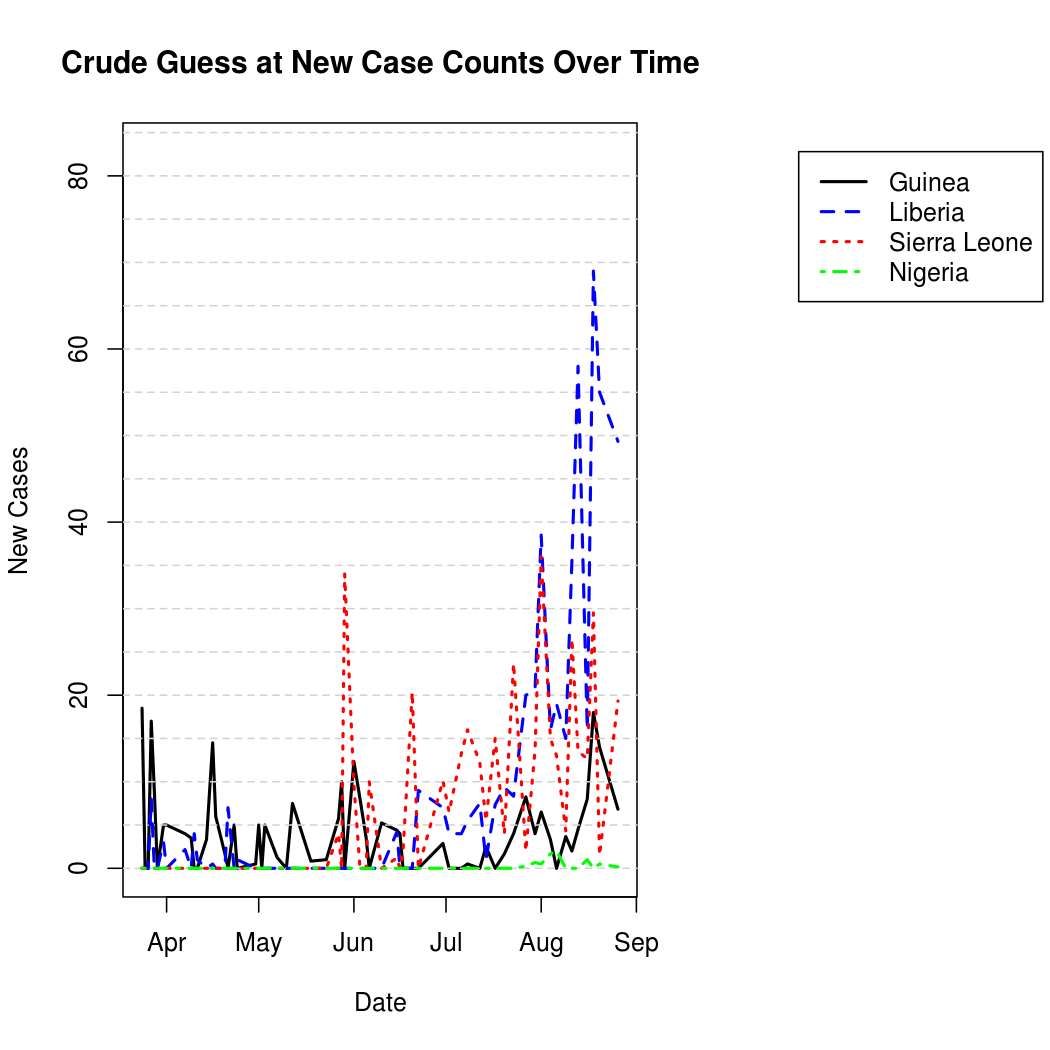 Crude Guess at New Case Counts Over Time
80
60
40
20
0
New Cases
Apr May Jun Jul Aug Sep
Date
Guinea
Liberia
Sierra Leone
Nigeria